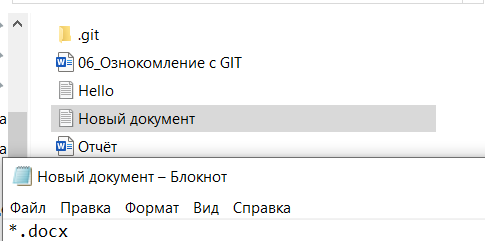 .git
06_Ознокомление с GIT
Hello
Новый документ
Отчёт
Новый документ – Блокнот
Файл Правка Формат Вид Справка
*.docx